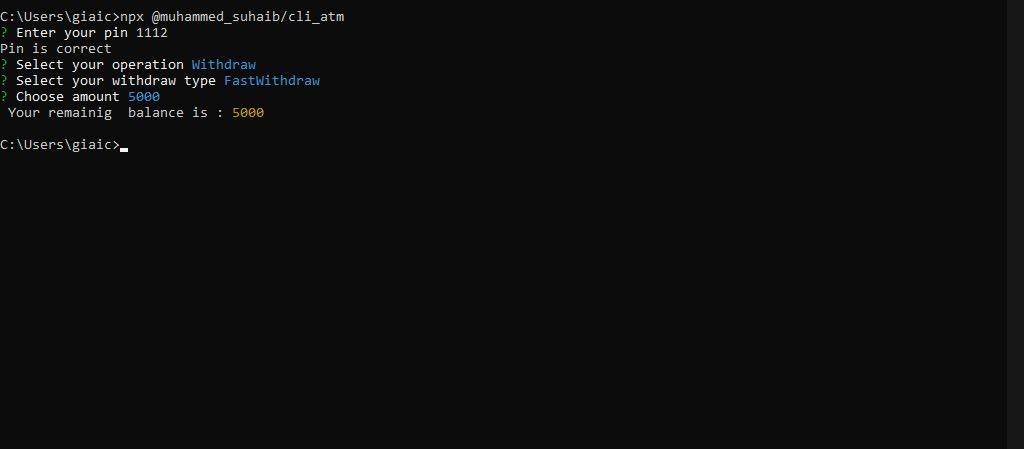 C:\Users\giaic>npx @muhammed_suhaib/cli_atm
? Enter your pin 1112
Pin is correct
? Select your operation Withdraw
? Select your withdraw type FastWithdraw
? Choose amount 5000
Your remainig  balance is : 5000
C:\Users\giaic>